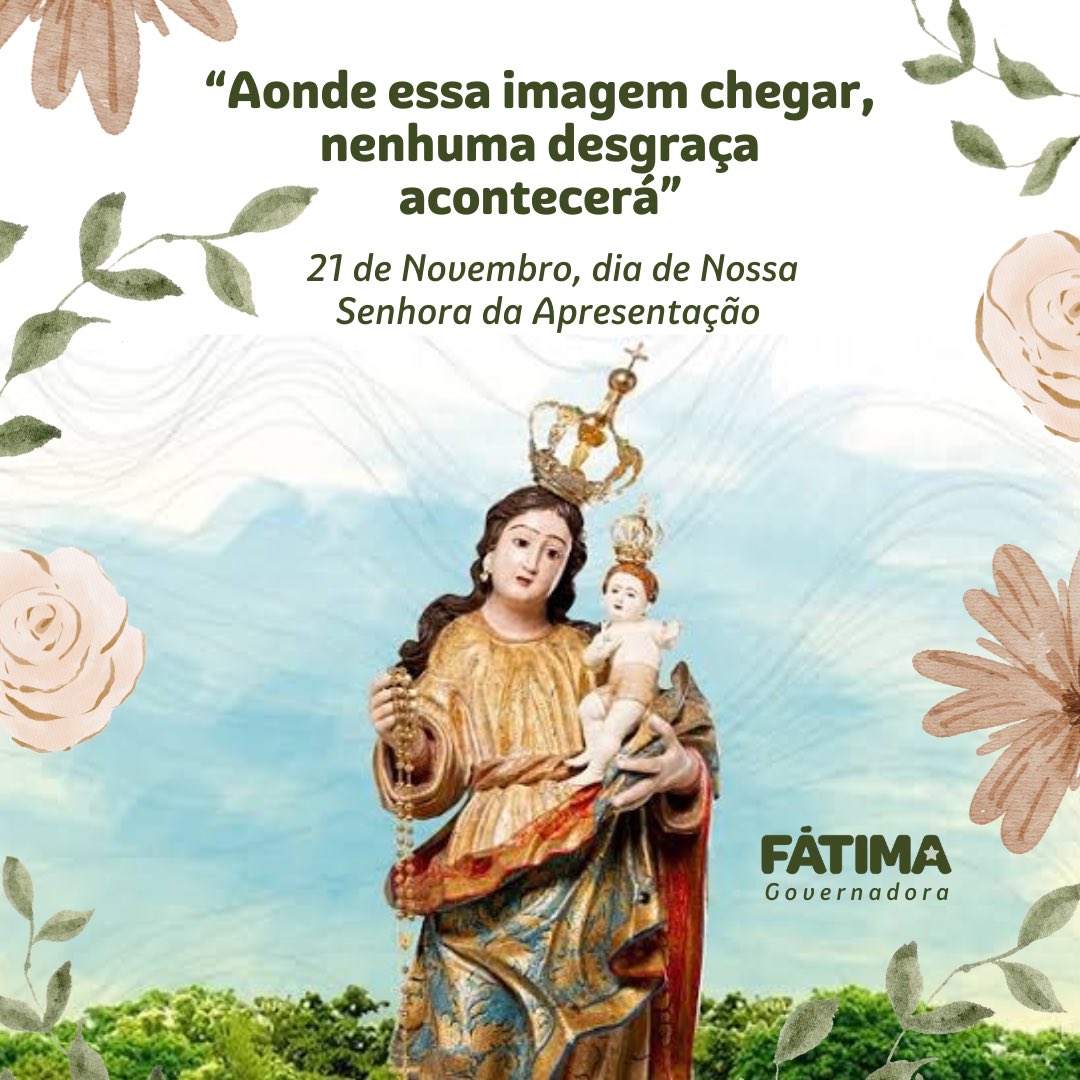 “Aonde essa imagem chegar,
nenhuma desgraça
acontecerá”
21 de Novembro, dia de Nossa
Senhora da Apresentação
FÁTIMA
Governadora